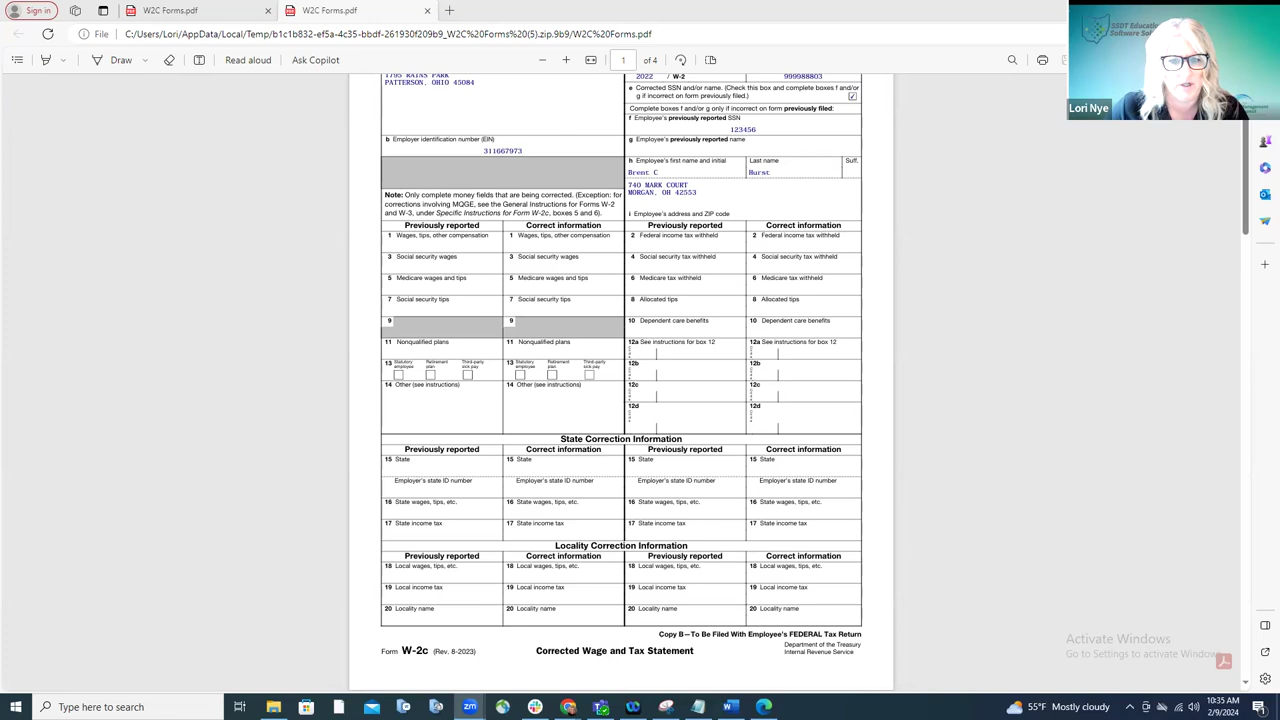 Sign in
W2C Forms.pdf
W2C Forms.pdf
File
C:/Users/Lori/AppData/Local/Temp/b1c1b832-ef5a-4c35-bbdf-261930f209b9_W2C%20Forms%20(5).zip.9b9/W2C%20Forms.pdf
Read aloud
Ask Copilot
1
of 4
SSDT Educati
Software Sol
Lori Nye
1795 RAINS PARK
PATTERSON, OHIO 45084
2022 / W-2
999988803
e Corrected SSN and/or name. (Check this box and complete boxes f and/or
g if incorrect on form previously filed.)
Complete boxes f and/or g only if incorrect on form previously filed:
f Employee's previously reported SSN
123456
b Employer identification number (EIN)
311667973
g Employee's previously reported name
h Employee's first name and initial
Last name
Suff.
Brent C
Hurst
740 MARK COURT
MORGAN, OH 42553
i Employee's address and ZIP code
Note: Only complete money fields that are being corrected. (Exception: for
corrections involving MQGE, see the General Instructions for Forms W-2
and W-3, under Specific Instructions for Form W-2c, boxes 5 and 6).
Previously reported Correct information Previously reported Correct information
1 Wages, tips, other compensation 1 Wages, tips, other compensation 2 Federal income tax withheld 2 Federal income tax withheld
3 Social security wages 3 Social security wages 4 Social security tax withheld 4 Social security tax withheld
5 Medicare wages and tips 5 Medicare wages and tips 6 Medicare tax withheld 6 Medicare tax withheld
7 Social security tips 7 Social security tips 8 Allocated tips 8 Allocated tips
9 9 10 Dependent care benefits 10 Dependent care benefits
11 Nonqualified plans 11 Nonqualified plans 12a See instructions for box 12 12a See instructions for box 12
13 Statutory employee Retirement plan Third-party sick pay 13 Statutory employee Retirement plan Third-party sick pay 12b 12b
14 Other (see instructions) 14 Other (see instructions) 12c 12c
12d 12d
State Correction Information
Previously reported Correct information Previously reported Correct information
15 State 15 State 15 State 15 State
Employer's state ID number Employer's state ID number Employer's state ID number Employer's state ID number
16 State wages, tips, etc. 16 State wages, tips, etc. 16 State wages, tips, etc. 16 State wages, tips, etc.
17 State income tax 17 State income tax 17 State income tax 17 State income tax
Locality Correction Information
Previously reported Correct information Previously reported Correct information
18 Local wages, tips, etc. 18 Local wages, tips, etc. 18 Local wages, tips, etc. 18 Local wages, tips, etc.
19 Local income tax 19 Local income tax 19 Local income tax 19 Local income tax
20 Locality name 20 Locality name 20 Locality name 20 Locality name
Copy B—To Be Filed With Employee's FEDERAL Tax Return
Form W-2c (Rev. 8-2023)
Corrected Wage and Tax Statement
Department of the Treasury
Internal Revenue Service
Activate Windows
Go to Settings to activate Windows.
Type here to search
55°F Mostly cloudy
10:35 AM
2/9/2024